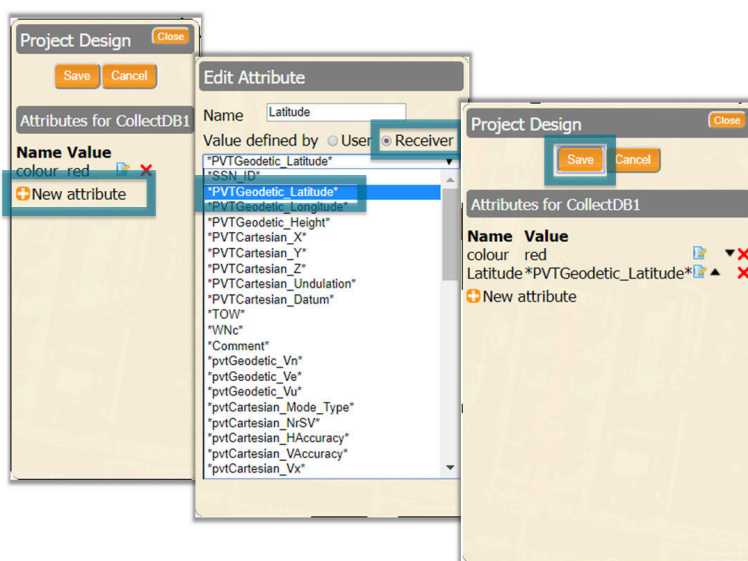 Project Design
Close
Save Cancel
Attributes for CollectDB1
Name Value
colour red
New attribute
Edit Attribute
Name Latitude
Value defined by User Receiver
*PVTGeodetic_Latitude*
*SSN_ID*
*PVTGeodetic_Latitude*
*PVTGeodetic_Longitude*
*PVTGeodetic_Height*
*PVTCartesian_X*
*PVTCartesian_Y*
*PVTCartesian_Z*
*PVTCartesian_Undulation*
*PVTCartesian_Datum*
*TOW*
*WNc*
*Comment*
*pvtGeodetic_Vn*
*pvtGeodetic_Ve*
*pvtGeodetic_Vu*
*pvtCartesian_Mode_Type*
*pvtCartesian_NrSV*
*pvtCartesian_HAccuracy*
*pvtCartesian_VAccuracy*
*pvtCartesian_Vx*
Project Design
Close
Save Cancel
Attributes for CollectDB1
Name Value
colour red
Latitude *PVTGeodetic_Latitude*
New attribute